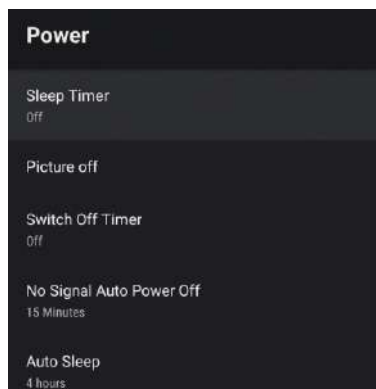 Power
Sleep Timer
Off
Picture off
Switch Off Timer
Off
No Signal Auto Power Off
15 Minutes
Auto Sleep
4 hours